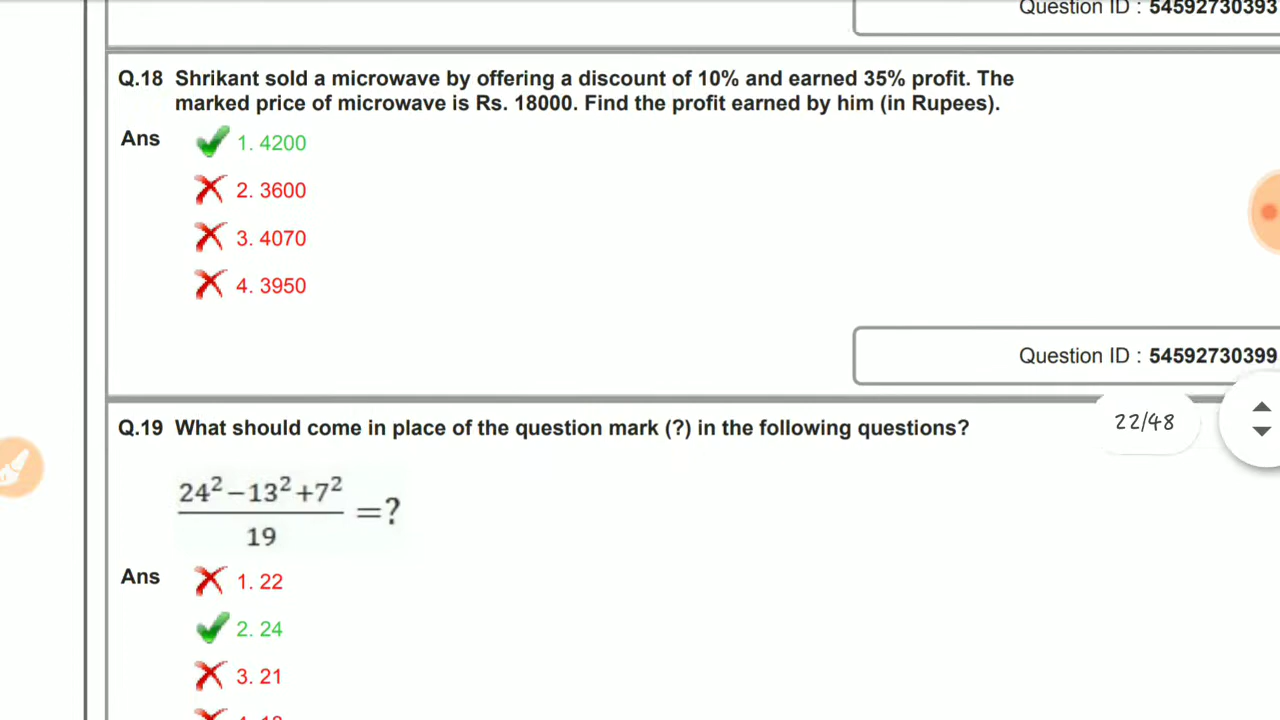 Question ID : 54592730393
Q.18 Shrikant sold a microwave by offering a discount of 10% and earned 35% profit. The
marked price of microwave is Rs. 18000. Find the profit earned by him (in Rupees).
Ans
1. 4200
2. 3600
3. 4070
4. 3950
Question ID : 54592730399
22/48
Q.19 What should come in place of the question mark (?) in the following questions?
24² – 13² + 7²
19
=?
Ans
1. 22
2. 24
3. 21